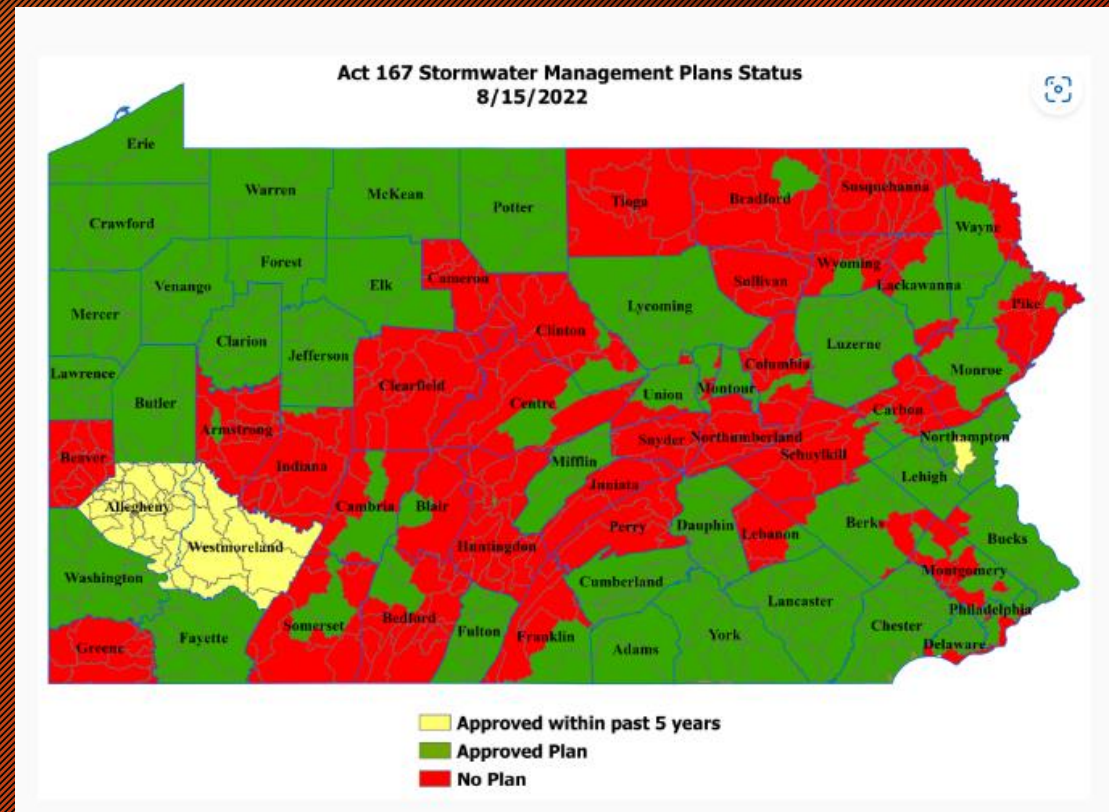 Act 167 Stormwater Management Plans Status
8/15/2022
Erie
Warren
McKean
Potter
Tioga
Bradford
Susquehanna
Crawford
Wayne
Forest
Venango
Elk
Cameron
Wyoming
Sullivan
Lackawanna
Mercer
Lycoming
Pike
Clinton
Clarion
Jefferson
Luzerne
Lawrence
Columbia
Monroe
Clearfield
Butler
Centre
Union
Montour
Carbon
Armstrong
Snyder
Northumberland
Northampton
Beaver
Indiana
Mifflin
Schuylkill
Lehigh
Juniata
Allegheny
Cambria
Blair
Perry
Dauphin
Berks
Lebanon
Westmoreland
Huntingdon
Bucks
Washington
Cumberland
Montgomery
Lancaster
Philadelphia
Somerset
Bedford
Fulton
Franklin
Chester
Fayette
York
Delaware
Greene
Adams
Approved within past 5 years
Approved Plan
No Plan